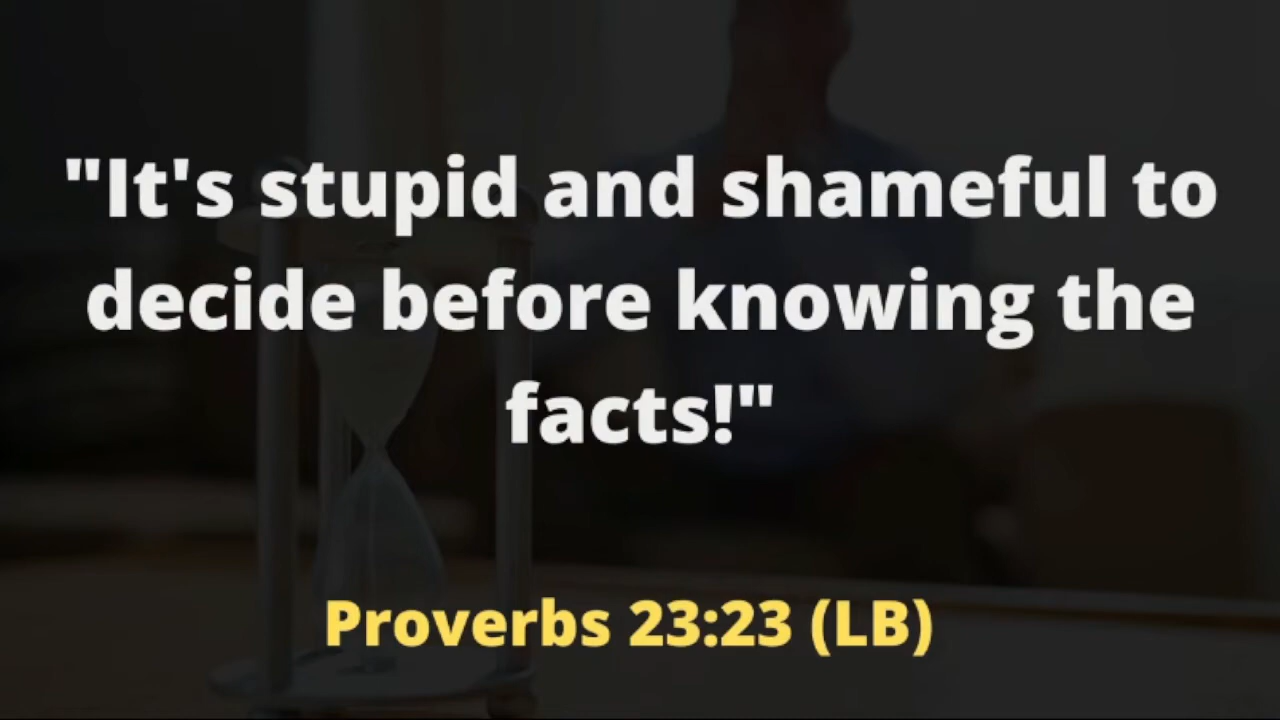 "It's stupid and shameful to
decide before knowing the
facts!"
Proverbs 23:23 (LB)